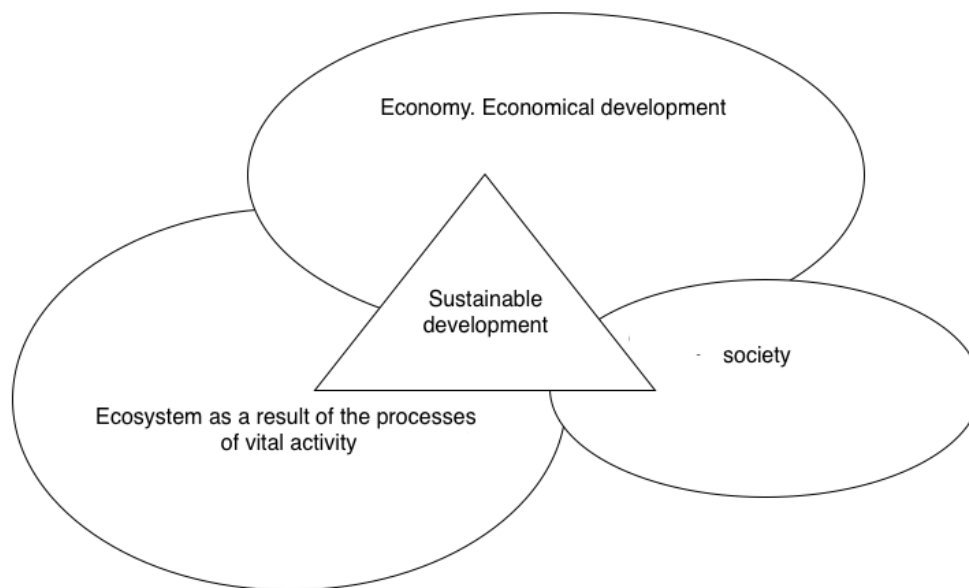 Economy. Economical development
Sustainable
development
- society
Ecosystem as a result of the processes
of vital activity